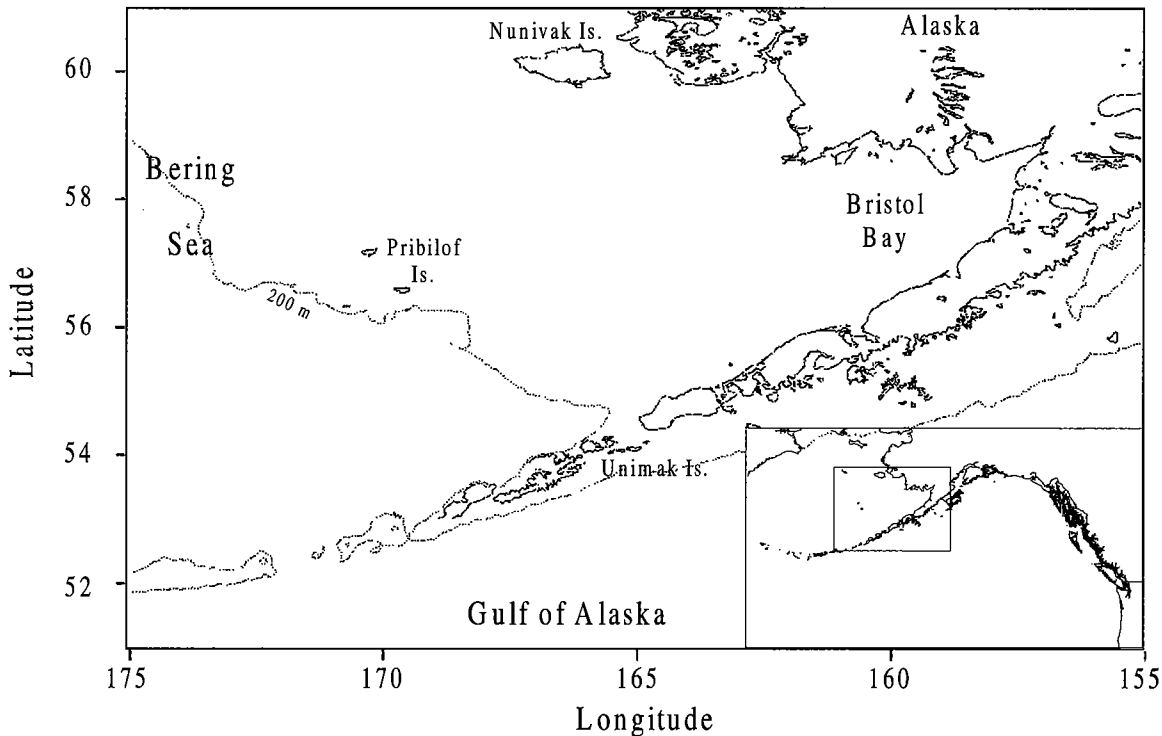 Nunivak Is.
Alaska
60
Bering
Sea
58
Bristol
Bay
Pribilof
Is.
200 m
56
Latitude
54
Unimak Is.
52
Gulf of Alaska
175
170
165
160
155
Longitude